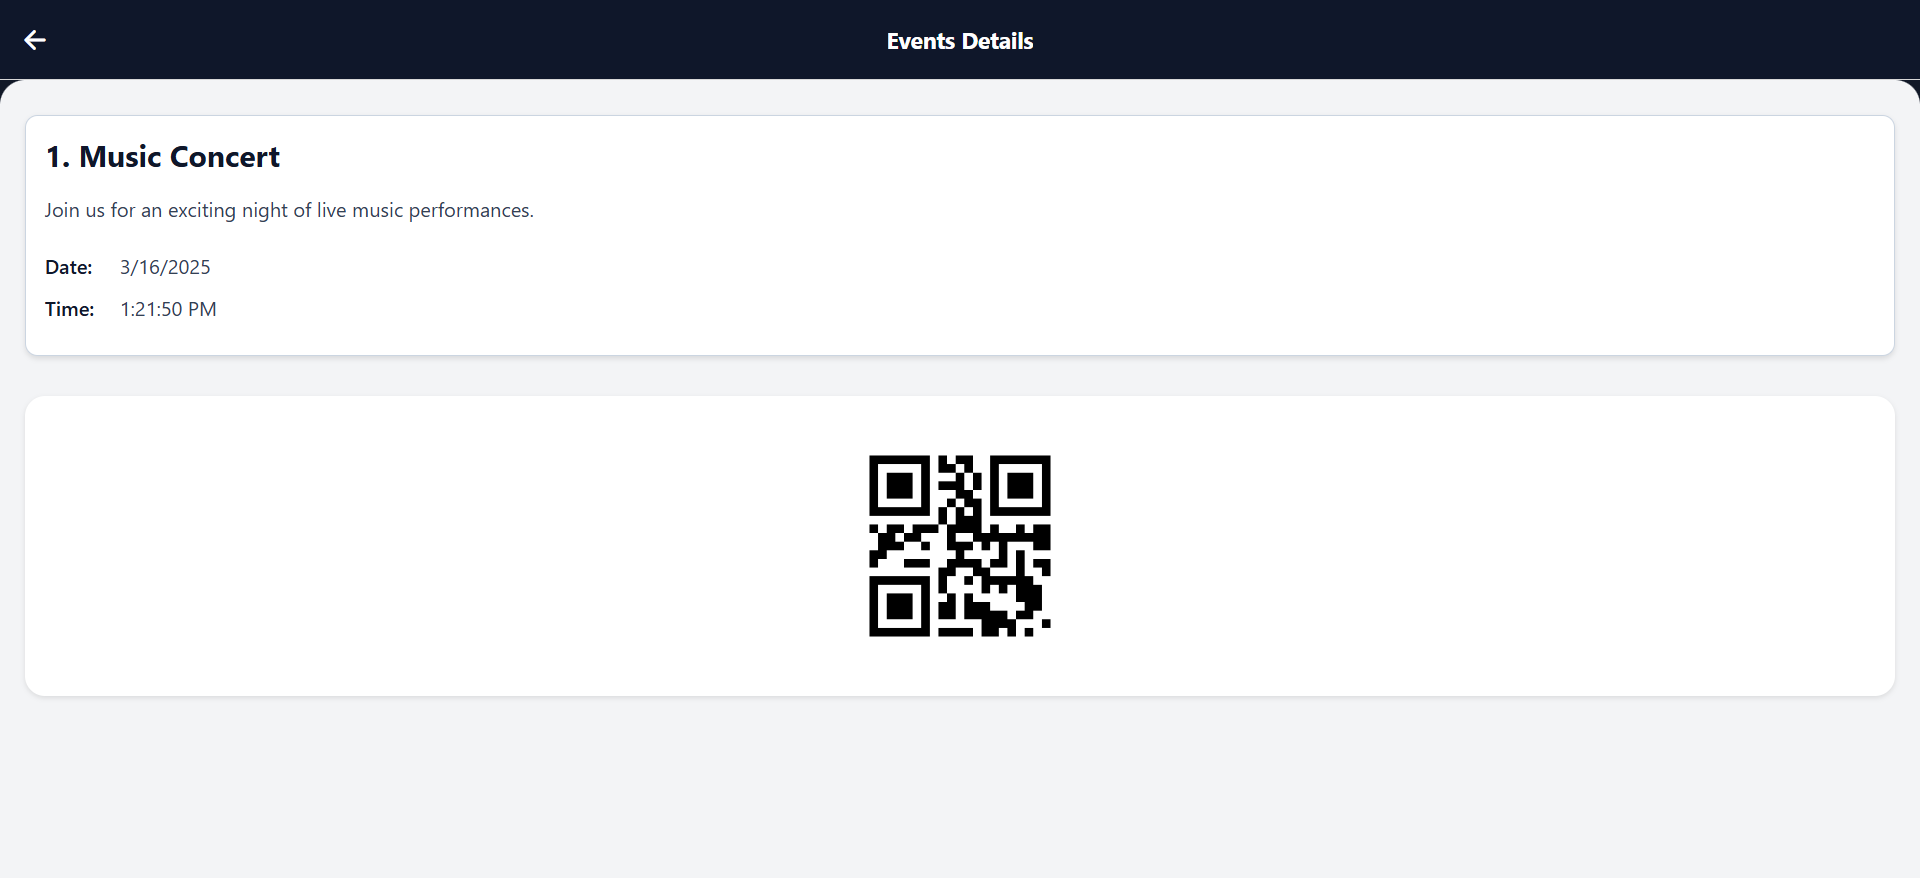 Events Details
1. Music Concert
Join us for an exciting night of live music performances.
Date: 3/16/2025
Time: 1:21:50 PM